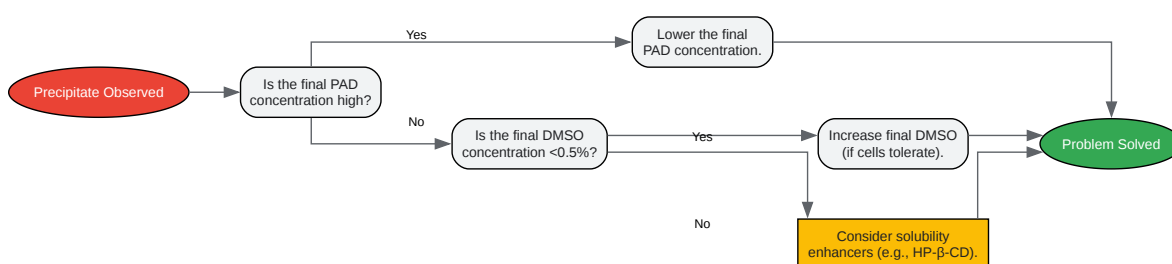 Precipitate Observed
Is the final PAD
concentration high?
Yes
Lower the final
PAD concentration.
No
Is the final DMSO
concentration <0.5%?
Yes
Increase final DMSO
(if cells tolerate).
Problem Solved
No
Consider solubility
enhancers (e.g., HP-β-CD).